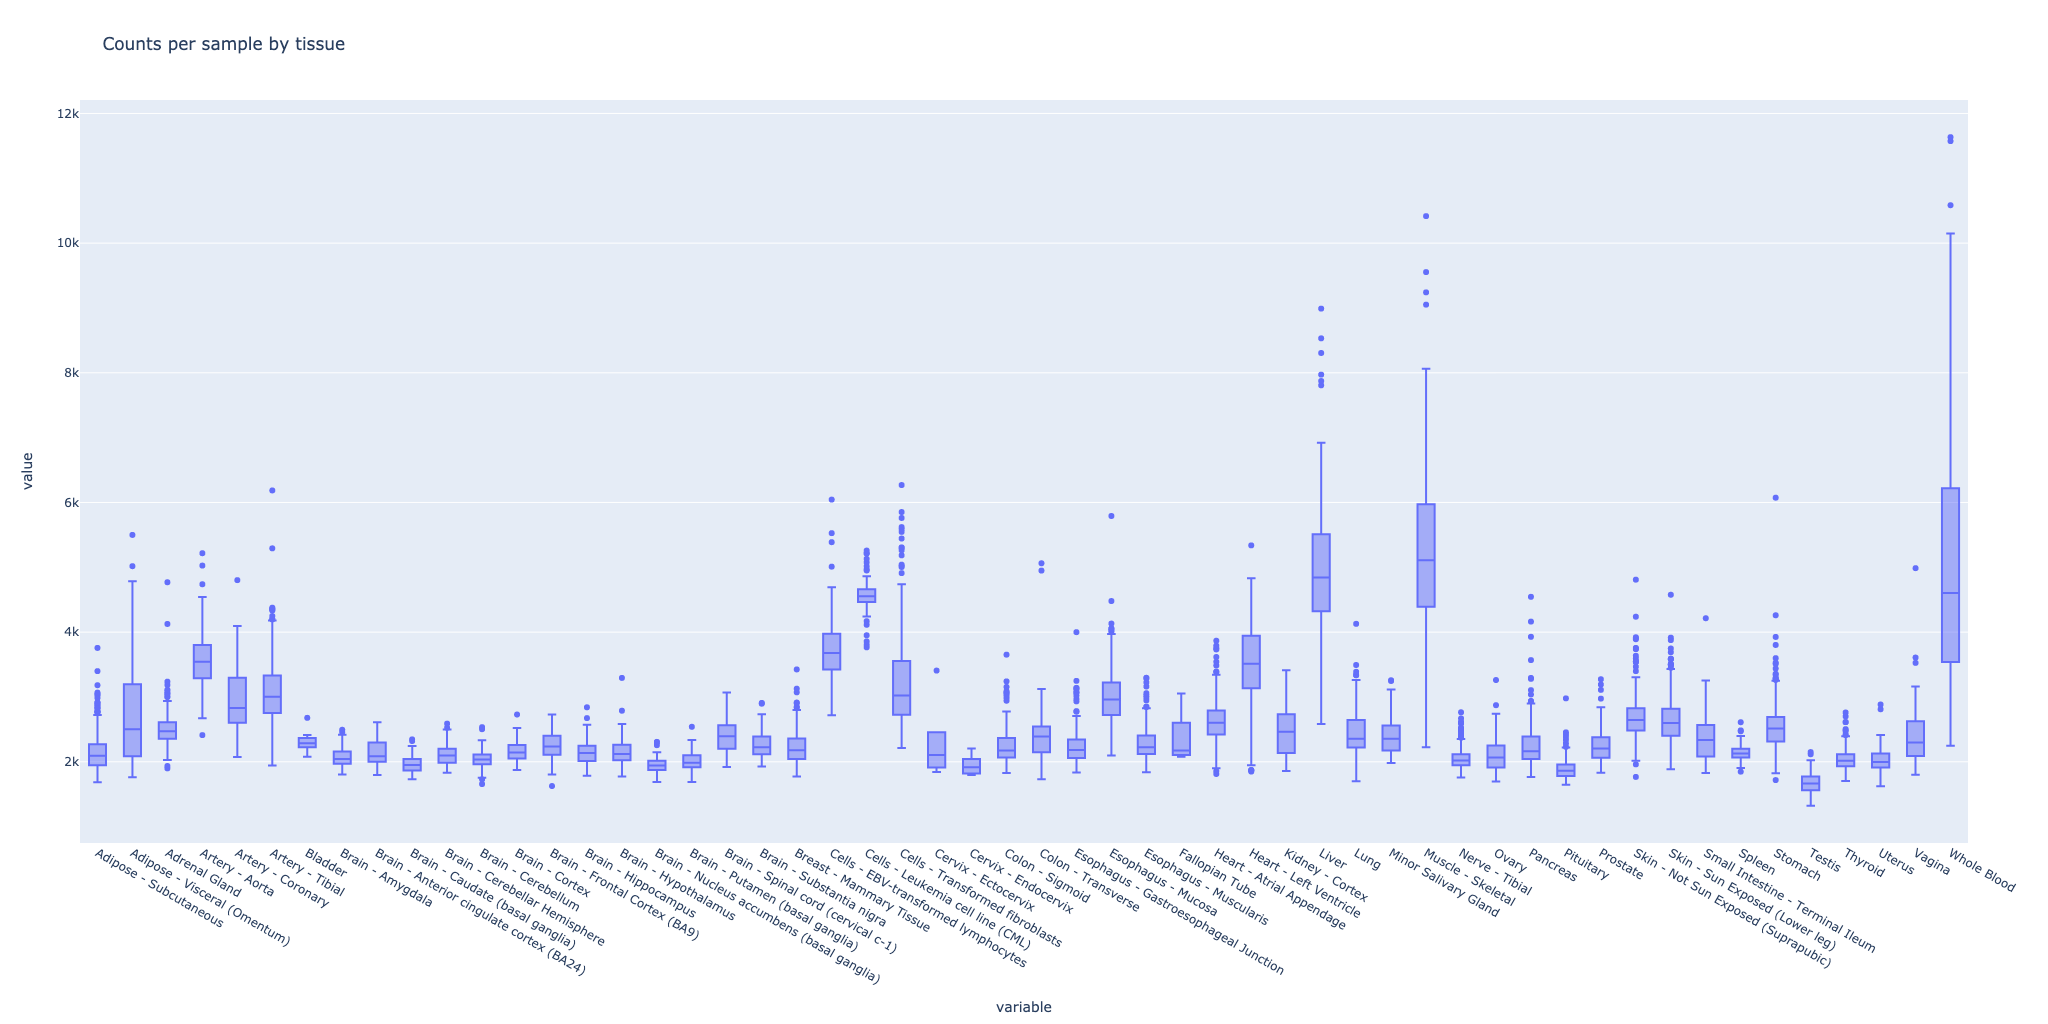 Counts per sample by tissue
12k
10k
8k
6k
4k
2k
value
Adipose - Subcutaneous
Adipose - Visceral (Omentum)
Adrenal Gland
Artery - Aorta
Artery - Coronary
Artery - Tibial
Bladder
Brain - Amygdala
Brain - Anterior cingulate cortex (BA24)
Brain - Caudate (basal ganglia)
Brain - Cerebellar Hemisphere
Brain - Cerebellum
Brain - Cortex
Brain - Frontal Cortex (BA9)
Brain - Hippocampus
Brain - Hypothalamus
Brain - Nucleus accumbens (basal ganglia)
Brain - Putamen (basal ganglia)
Brain - Spinal cord (cervical c-1)
Brain - Substantia nigra
Breast - Mammary Tissue
Cells - EBV-transformed lymphocytes
Cells - Leukemia cell line (CML)
Cells - Transformed fibroblasts
Cervix - Ectocervix
Cervix - Endocervix
Colon - Sigmoid
Colon - Transverse
Esophagus - Gastroesophageal Junction
Esophagus - Mucosa
Esophagus - Muscularis
Fallopian Tube
Heart - Atrial Appendage
Heart - Left Ventricle
Kidney - Cortex
Liver
Lung
Minor Salivary Gland
Muscle - Skeletal
Nerve - Tibial
Ovary
Pancreas
Pituitary
Prostate
Skin - Not Sun Exposed (Suprapubic)
Skin - Sun Exposed (Lower leg)
Small Intestine - Terminal Ileum
Spleen
Stomach
Testis
Thyroid
Uterus
Vagina
Whole Blood
variable